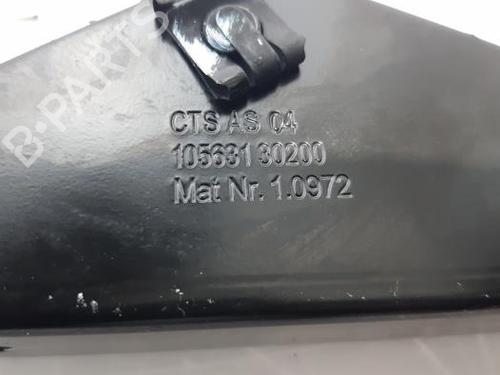 B-PARTS
CTS AS 04
105631 30200
Mat Nr. 1.0972